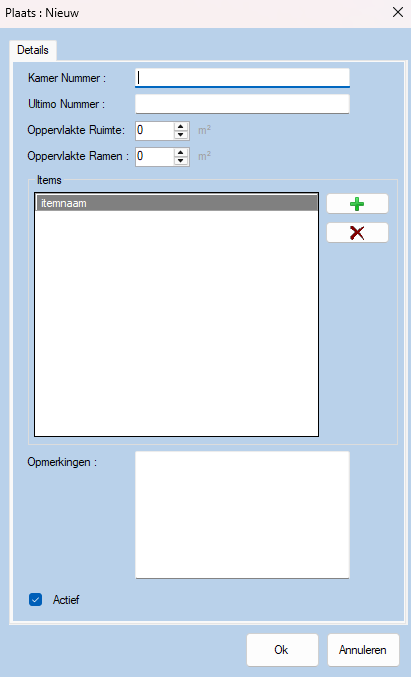 Plaats : Nieuw
Details
Kamer Nummer :
Ultimo Nummer :
Oppervlakte Ruimte: 0 m²
Oppervlakte Ramen : 0 m²
Items
itemnaam
Opmerkingen :
Actief
Ok Annuleren